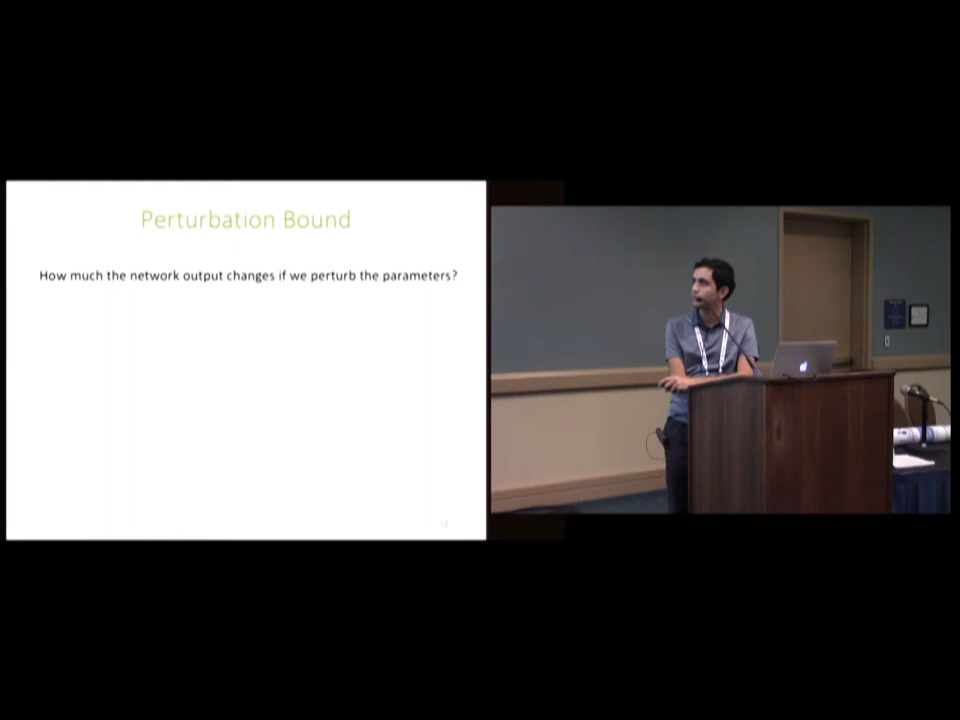 Perturbation Bound
How much the network output changes if we perturb the parameters?